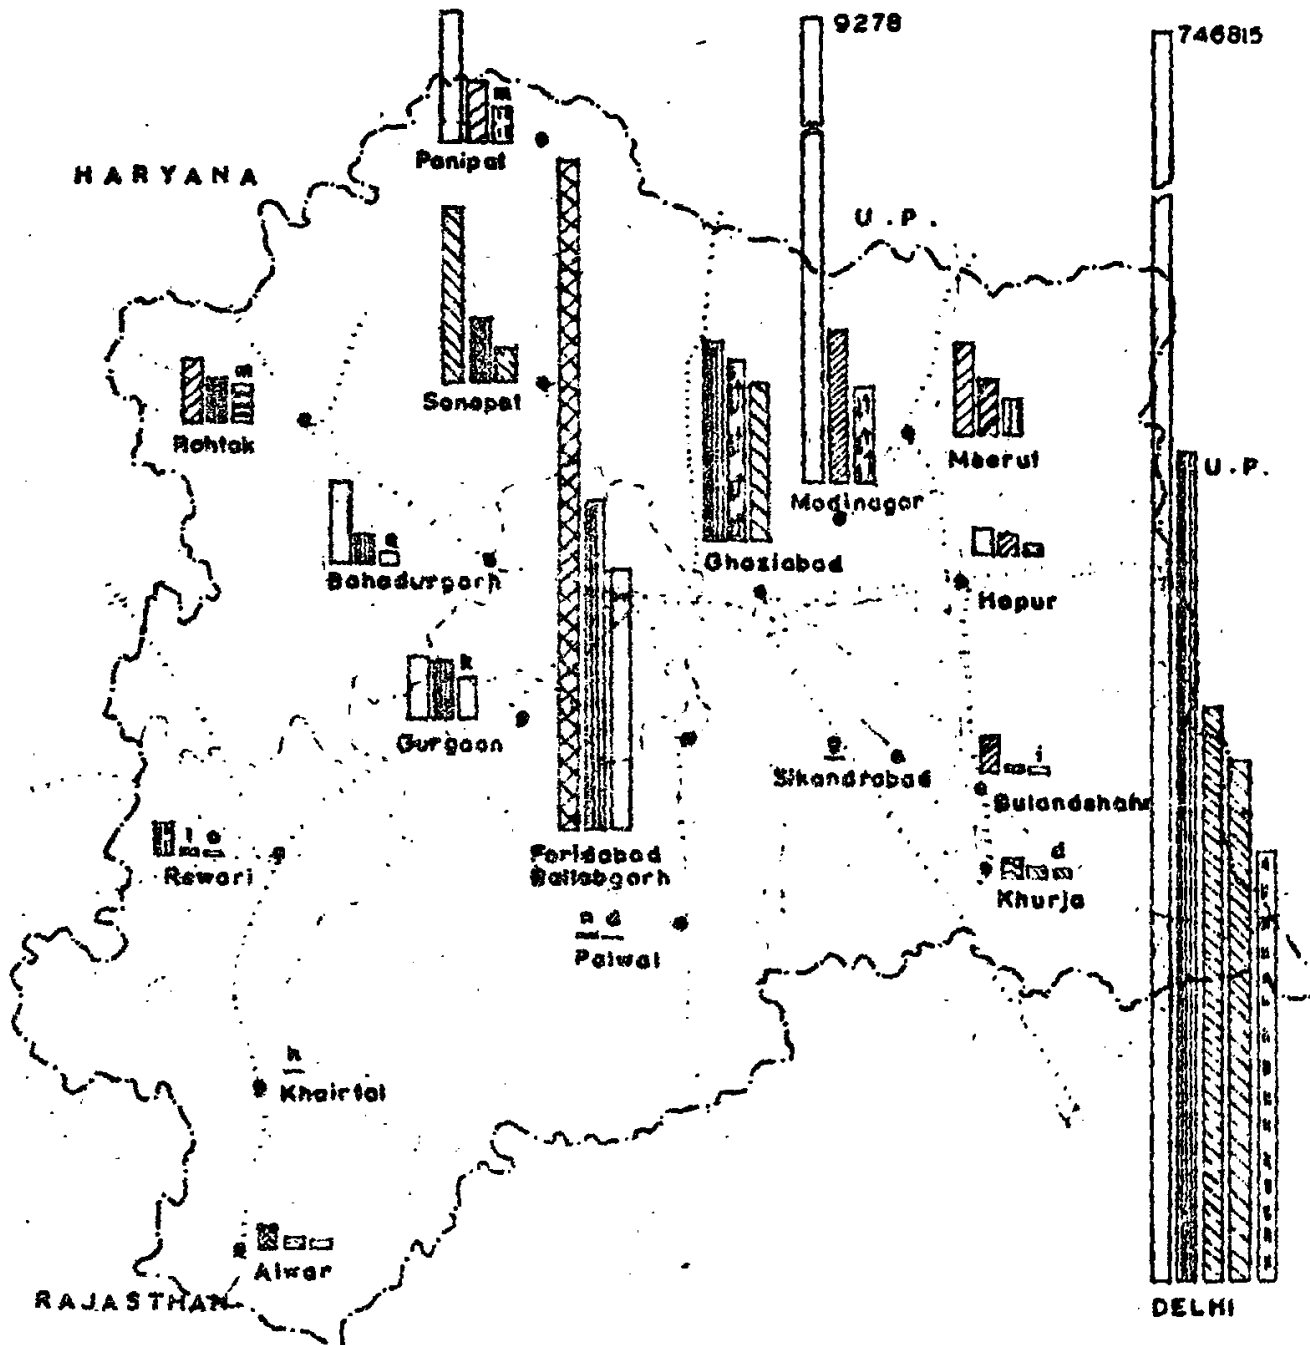 9278
746815
m
Panipat
HARYANA
U.P.
Sonepat
m
Rohtak
Meerut
U.P.
Modinagar
Bahadurgarh
Ghaziabad
Hapur
k
Gurgaon
g
Sikandrabad
i
Bulandshahr
l o
Rewari
Faridabad
Ballabgarh
d
Khurja
n d
Palwal
h
Khairtal
Alwar
RAJASTHAN
DELHI